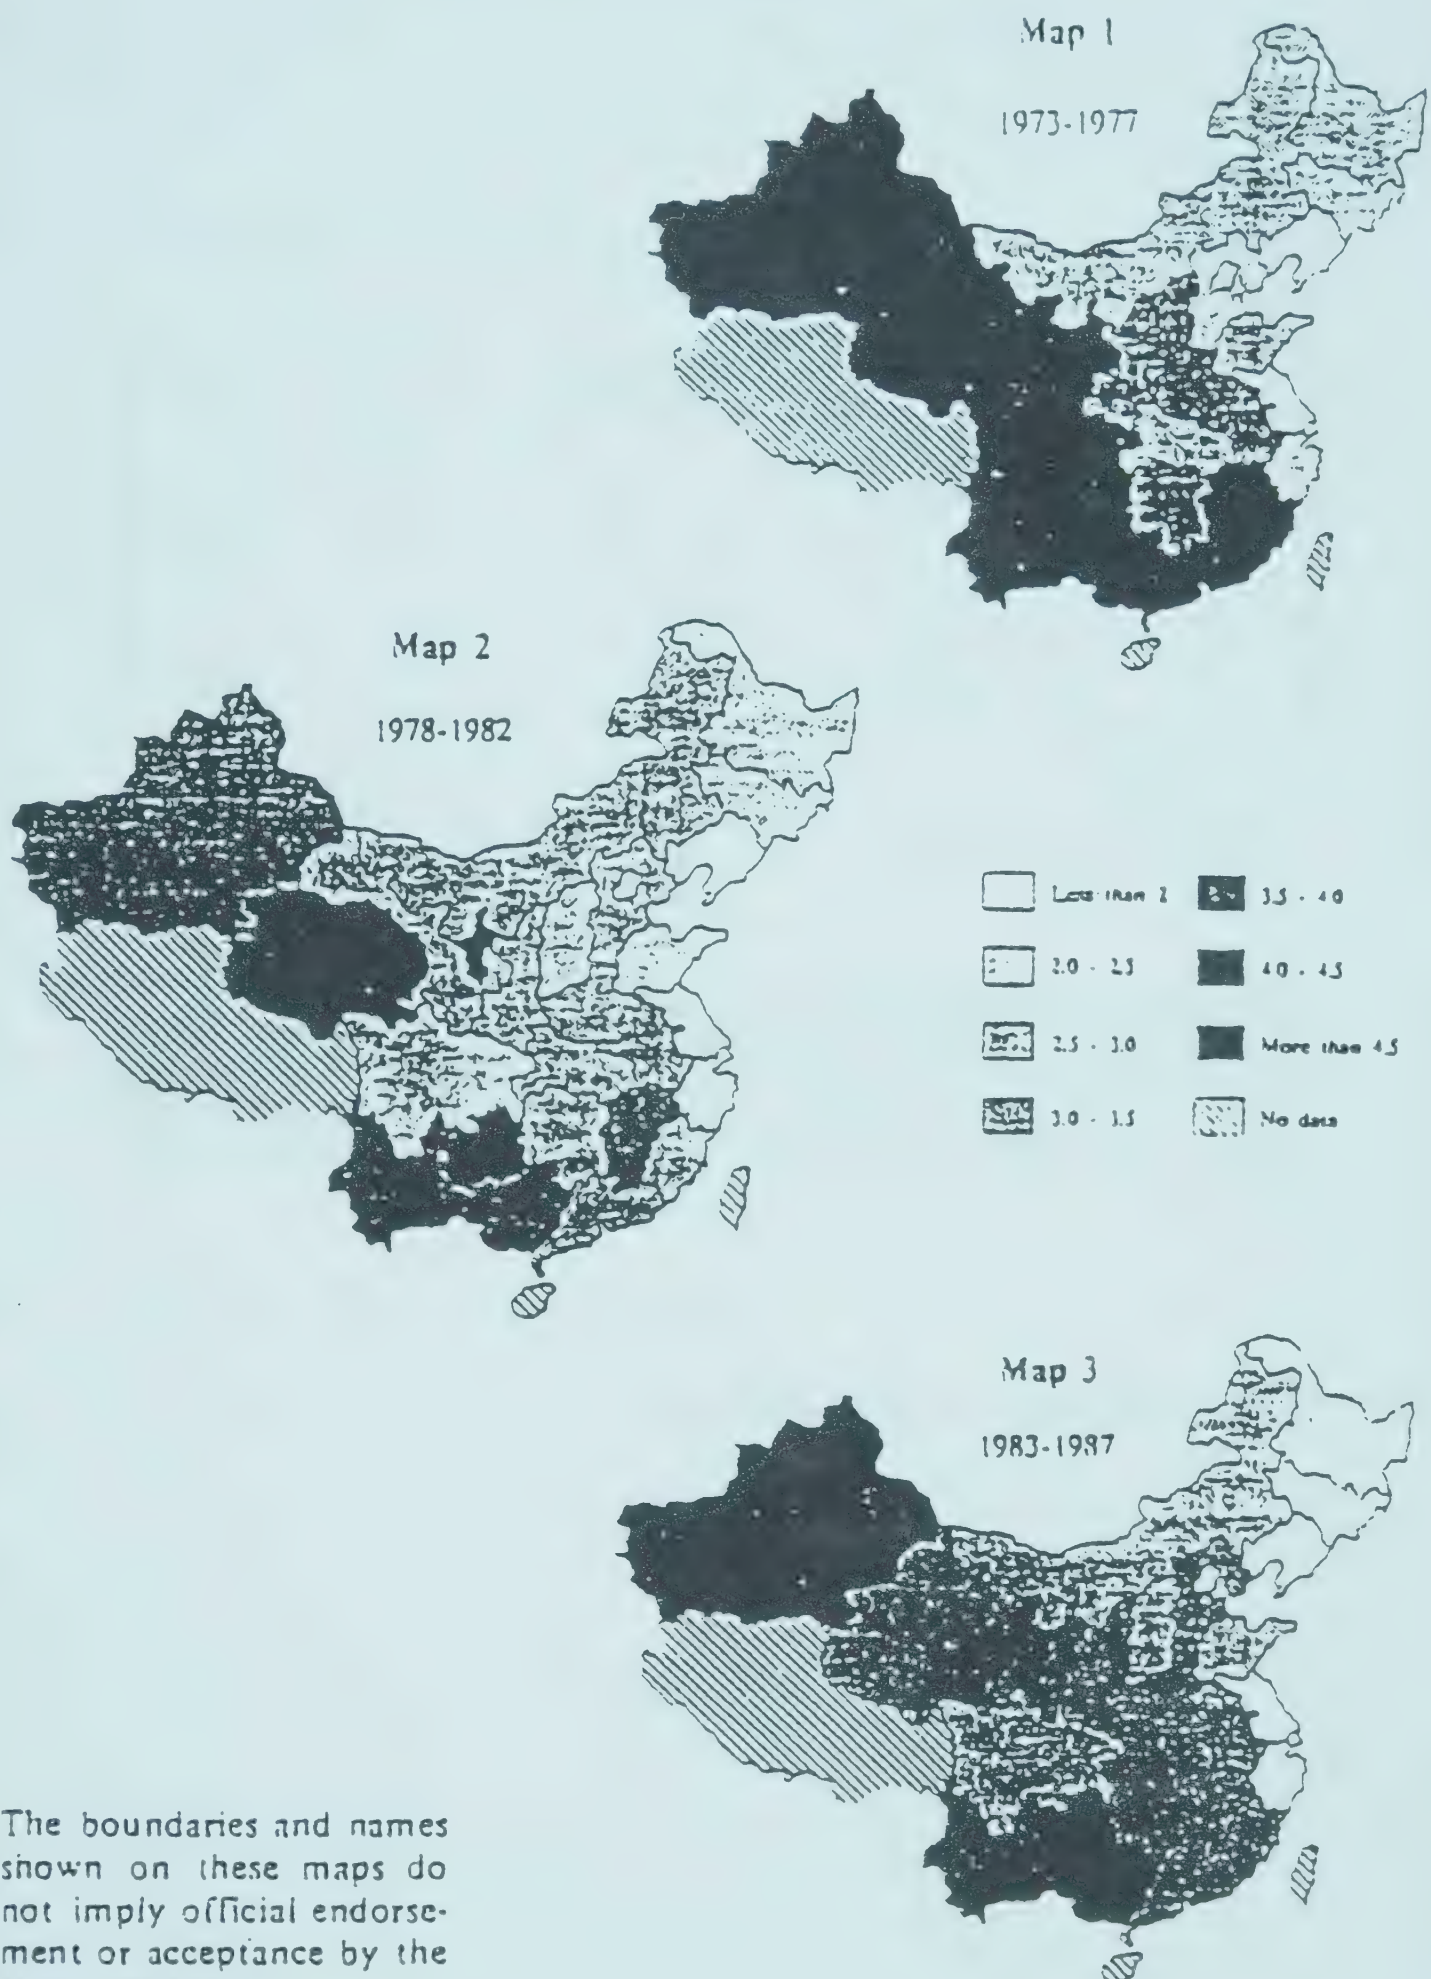 Map 1
1973-1977
Map 2
1978-1982
Less than 2
2.0 - 2.5
2.5 - 3.0
3.0 - 3.5
3.5 - 4.0
4.0 - 4.5
More than 4.5
No data
Map 3
1983-1987
The boundaries and names
shown on these maps do
not imply official endorse-
ment or acceptance by the